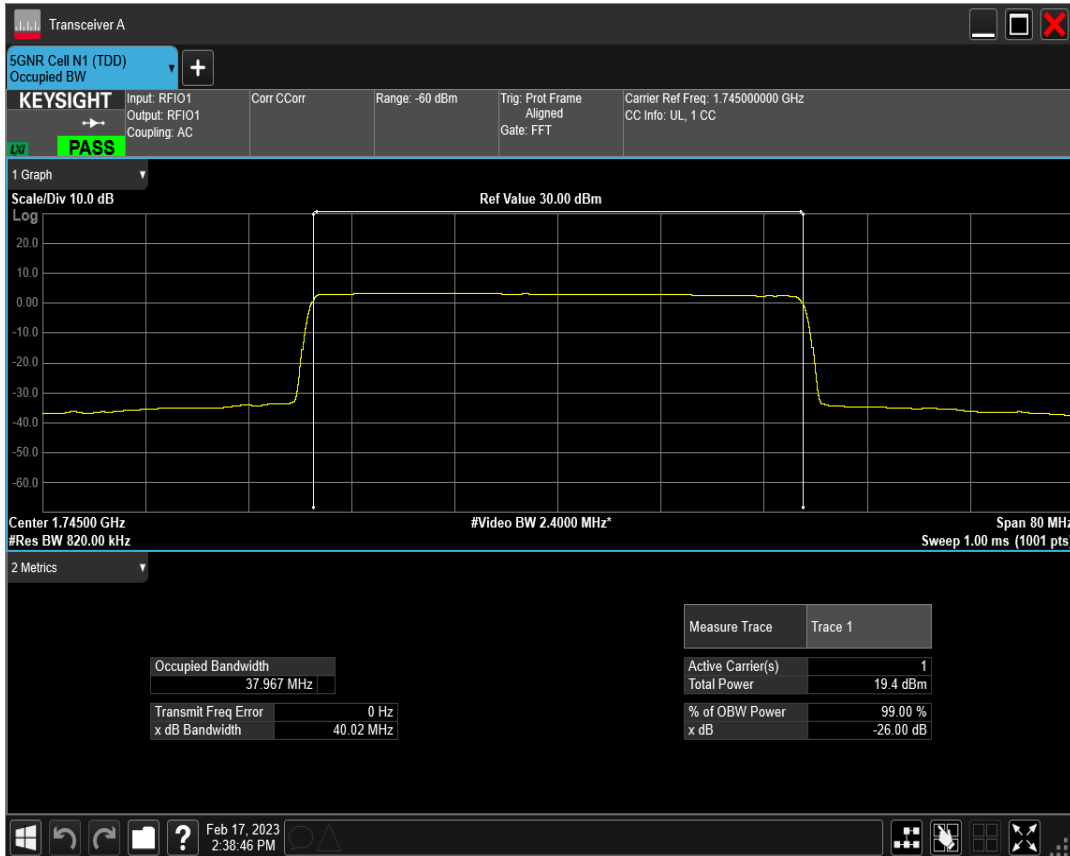 Transceiver A
5GNR Cell N1 (TDD)
Occupied BW
+
KEYSIGHT
LXI
PASS
Input: RFIO1
Output: RFIO1
Coupling: AC
Corr CCorr
Range: -60 dBm
Trig: Prot Frame
Aligned
Gate: FFT
Carrier Ref Freq: 1.745000000 GHz
CC Info: UL, 1 CC
1 Graph
Scale/Div 10.0 dB
Ref Value 30.00 dBm
Log
20.0
10.0
0.00
-10.0
-20.0
-30.0
-40.0
-50.0
-60.0
Center 1.74500 GHz
#Video BW 2.4000 MHz*
Span 80 MHz
#Res BW 820.00 kHz
Sweep 1.00 ms (1001 pts)
2 Metrics
Measure Trace Trace 1
Occupied Bandwidth
37.967 MHz
Transmit Freq Error 0 Hz
x dB Bandwidth 40.02 MHz
Active Carrier(s) 1
Total Power 19.4 dBm
% of OBW Power 99.00 %
x dB -26.00 dB
?
Feb 17, 2023
2:38:46 PM